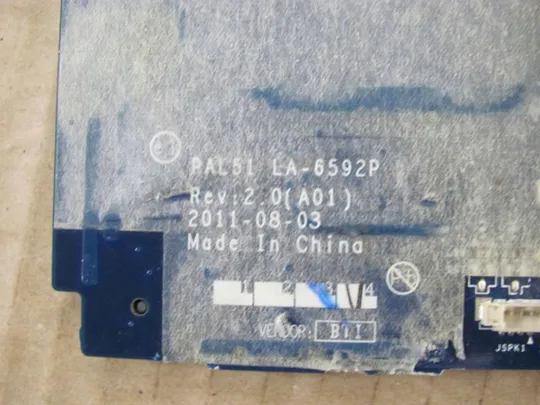 PAL51 LA-6592P
Rev:2.0(A01)
2011-08-03
Made In China
1 2 3 4
VENDOR: B:I
JSPK1